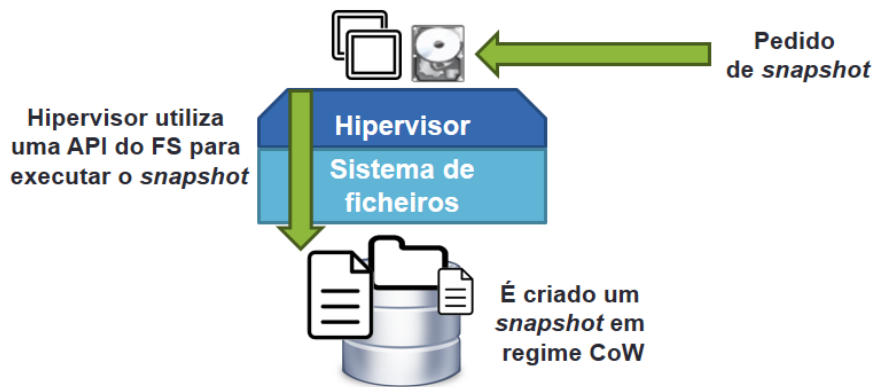 Pedido
de snapshot
Hipervisor utiliza
uma API do FS para
executar o snapshot
Hipervisor
Sistema de
ficheiros
É criado um
snapshot em
regime CoW